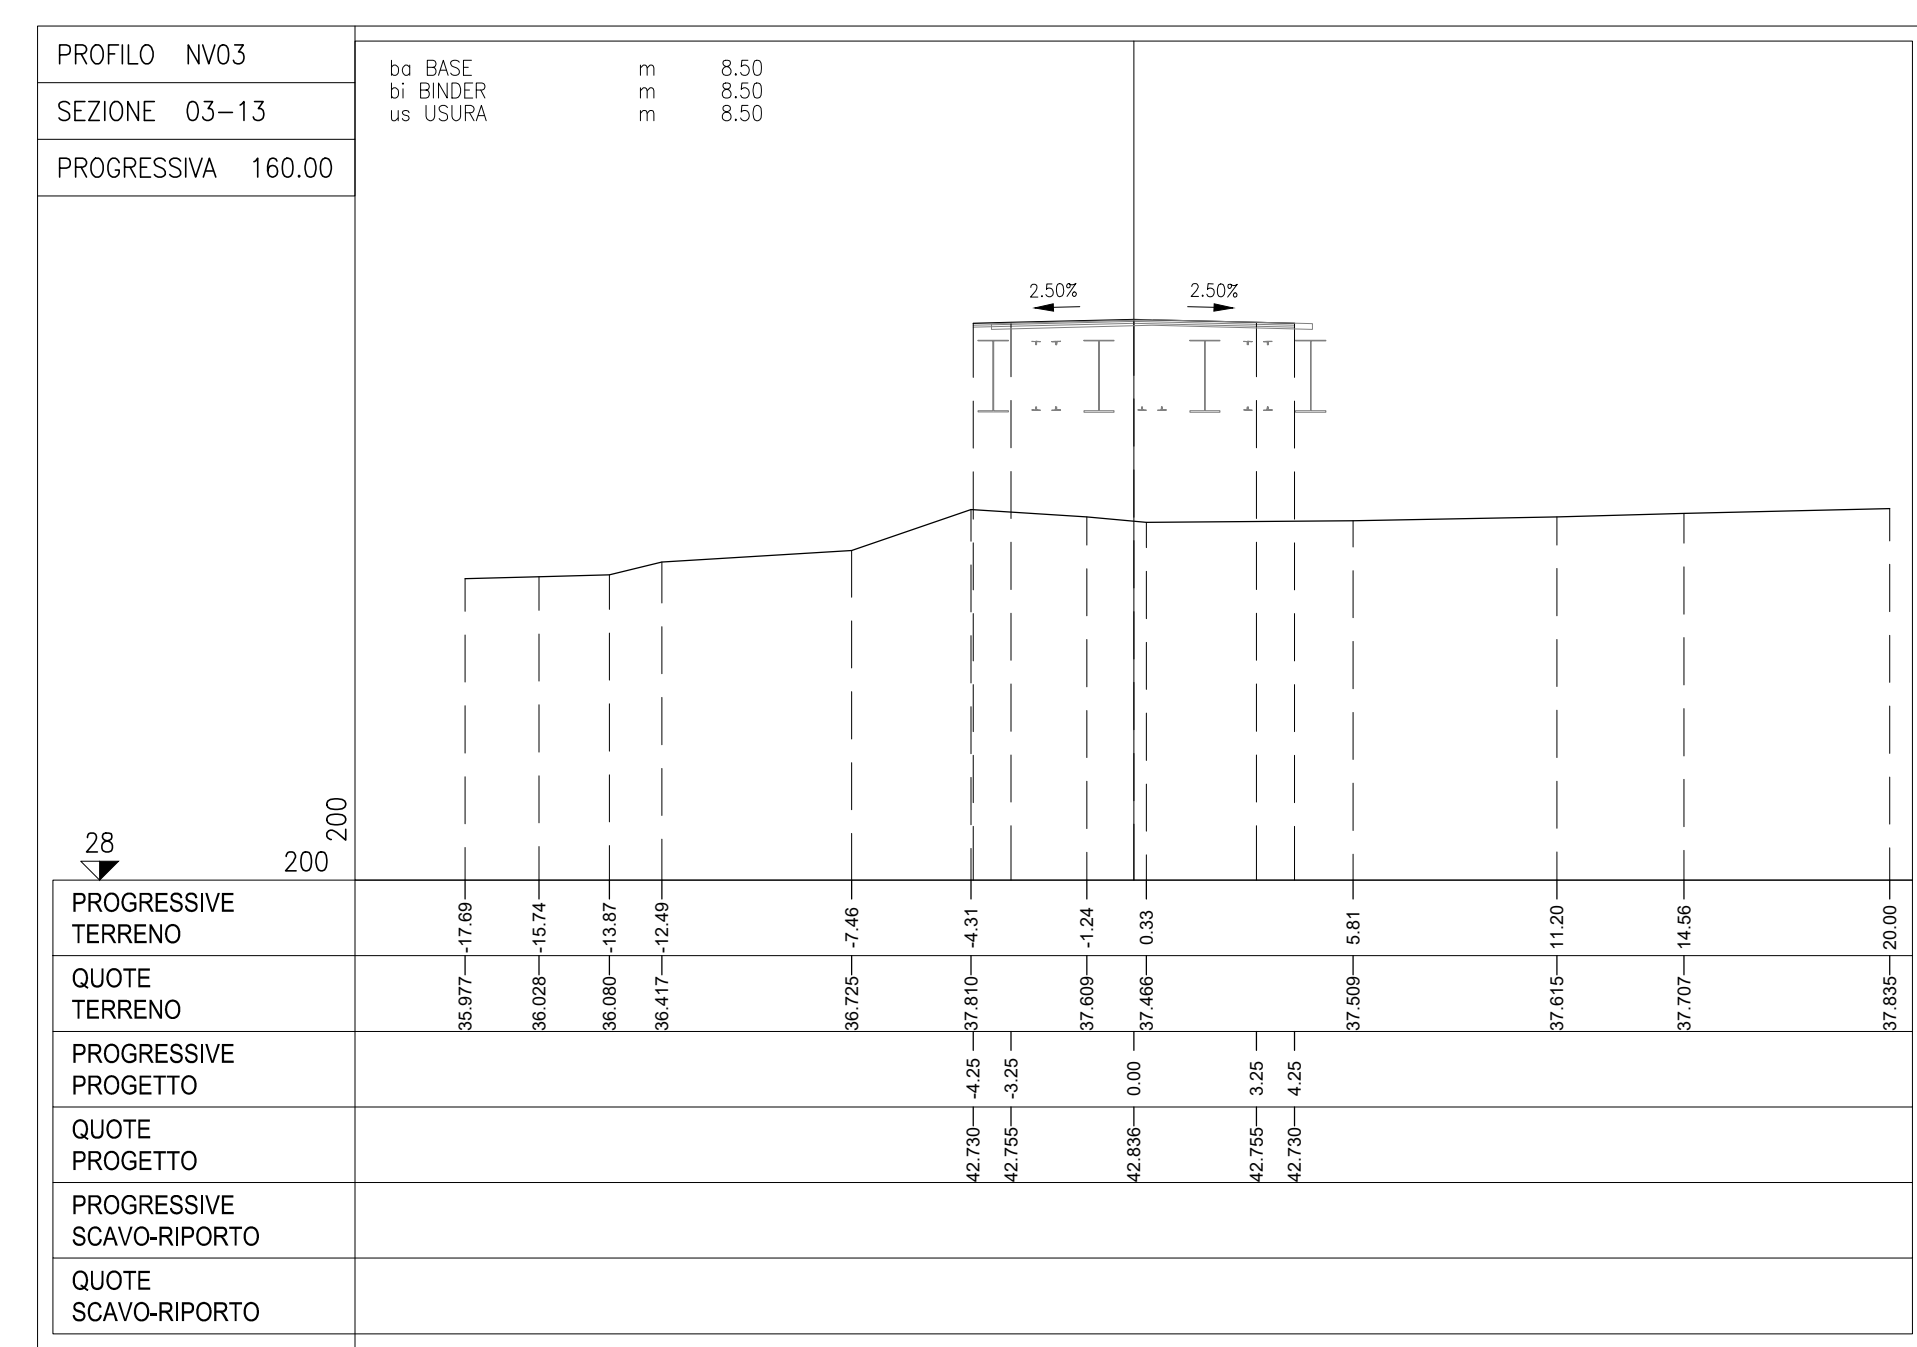 PROFILO NV03
SEZIONE 03-13
PROGRESSIVA 160.00
ba BASE m 8.50
bi BINDER m 8.50
us USURA m 8.50
2.50% 2.50%
28
200
200
PROGRESSIVE
TERRENO
-17.69 -15.74 -13.87 -12.49 -7.46 -4.31 -1.24 0.33 5.81 11.20 14.56 20.00
QUOTE
TERRENO
35.977 36.028 36.080 36.417 36.725 37.810 37.609 37.466 37.509 37.615 37.707 37.835
PROGRESSIVE
PROGETTO
-4.25 -3.25 0.00 3.25 4.25
QUOTE
PROGETTO
42.730 42.755 42.836 42.755 42.730
PROGRESSIVE
SCAVO-RIPORTO
QUOTE
SCAVO-RIPORTO